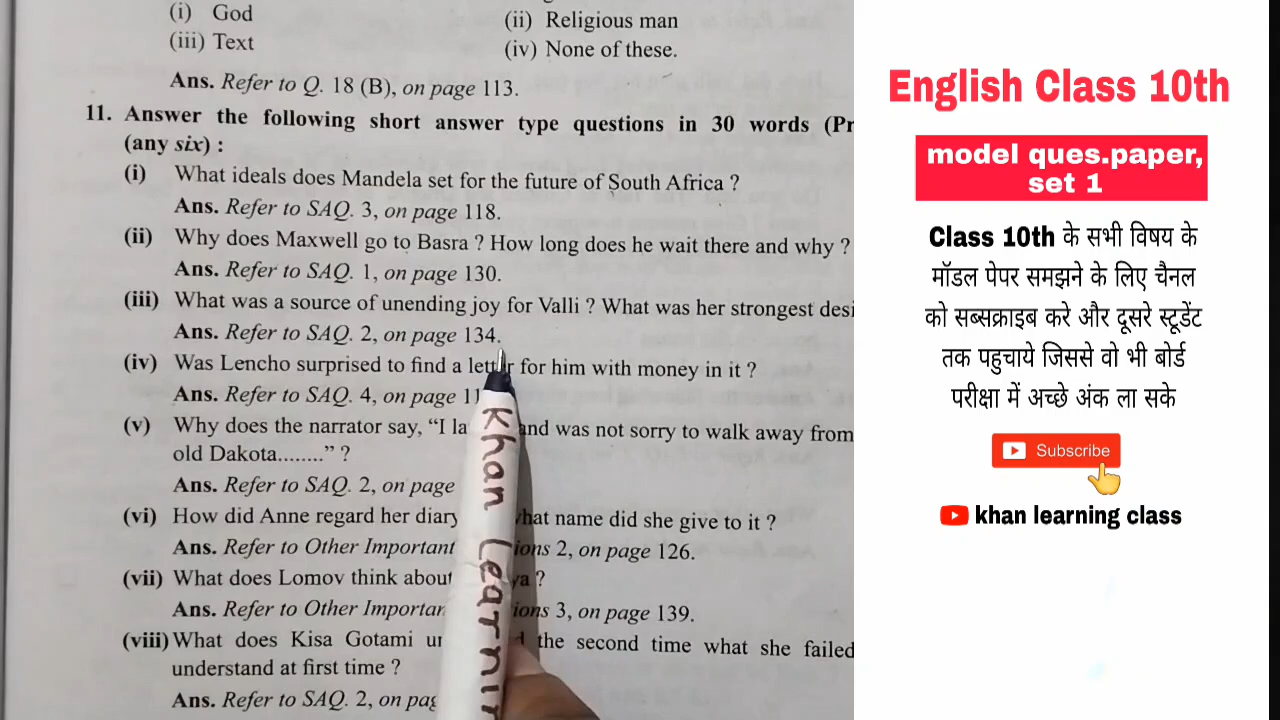 (i) God
(ii) Religious man
(iii) Text
(iv) None of these.
Ans. Refer to Q. 18 (B), on page 113.
11. Answer the following short answer type questions in 30 words (Pr
(any six) :
(i) What ideals does Mandela set for the future of South Africa ?
Ans. Refer to SAQ. 3, on page 118.
(ii) Why does Maxwell go to Basra ? How long does he wait there and why ?
Ans. Refer to SAQ. 1, on page 130.
(iii) What was a source of unending joy for Valli ? What was her strongest desi
Ans. Refer to SAQ. 2, on page 134.
(iv) Was Lencho surprised to find a letter for him with money in it ?
Ans. Refer to SAQ. 4, on page 11
(v) Why does the narrator say, “I la and was not sorry to walk away from
old Dakota........” ?
Ans. Refer to SAQ. 2, on page
(vi) How did Anne regard her diary hat name did she give to it ?
Ans. Refer to Other Important ions 2, on page 126.
(vii) What does Lomov think about ya ?
Ans. Refer to Other Importan ions 3, on page 139.
(viii) What does Kisa Gotami un d the second time what she failed
understand at first time ?
Ans. Refer to SAQ. 2, on pag
Khan Learnin
English Class 10th
model ques.paper,
set 1
Class 10th के सभी विषय के
मॉडल पेपर समझने के लिए चैनल
को सब्सक्राइब करे और दूसरे स्टूडेंट
तक पहुचाये जिससे वो भी बोर्ड
परीक्षा में अच्छे अंक ला सके
Subscribe
khan learning class